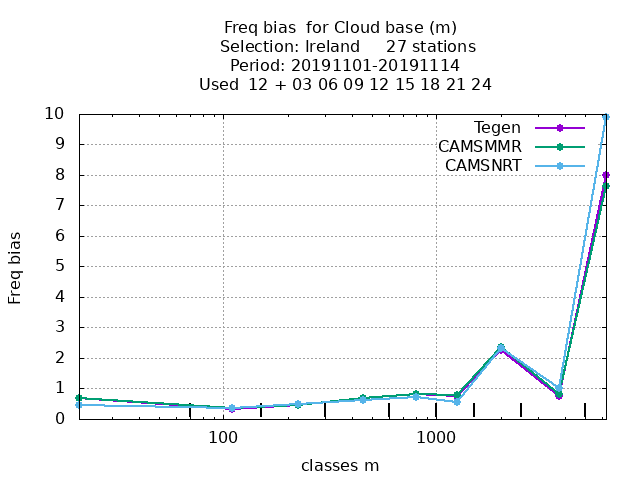 Freq bias  for Cloud base (m)
Selection: Ireland     27 stations
Period: 20191101-20191114
Used  12 + 03 06 09 12 15 18 21 24
Tegen
CAMSMMR
CAMSNRT
10
9
8
7
6
5
4
3
2
1
0
Freq bias
100
1000
classes m